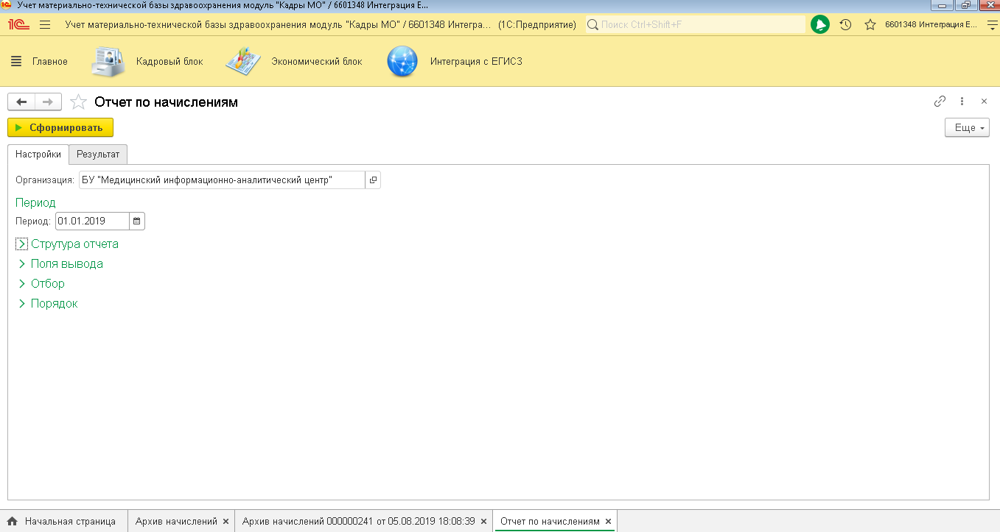 Учет материально-технической базы здравоохранения модуль "Кадры МО" / 6601348 Интеграция Е...
1С Учет материально-технической базы здравоохранения модуль "Кадры МО" / 6601348 Интегра... (1С:Предприятие) Поиск Ctrl+Shift+F 6601348 Интеграция Е...
Главное Кадровый блок Экономический блок Интеграция с ЕГИСЗ
Отчет по начислениям
Сформировать Еще
Настройки Результат
Организация: БУ "Медицинский информационно-аналитический центр"
Период
Период: 01.01.2019
Струтура отчета
Поля вывода
Отбор
Порядок
Начальная страница Архив начислений Архив начислений 000000241 от 05.08.2019 18:08:39 Отчет по начислениям